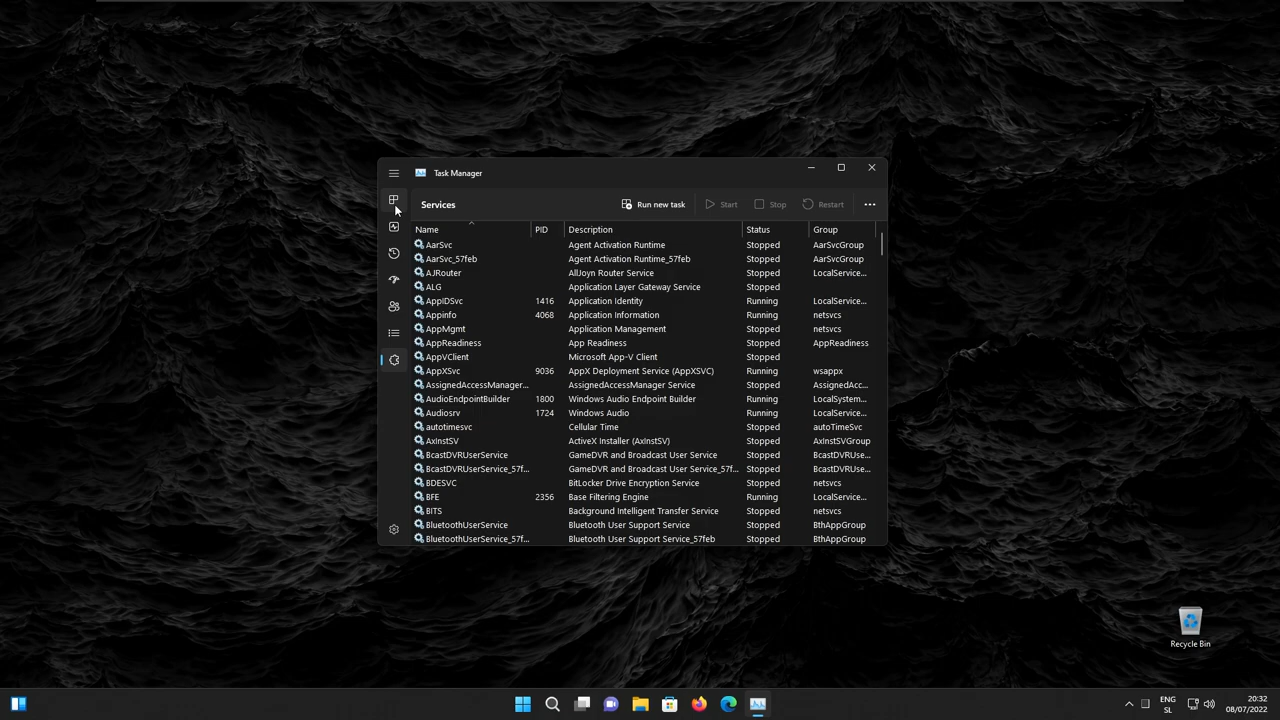 Task Manager
Services Run new task Start Stop Restart
Name PID Description Status Group
AarSvc Agent Activation Runtime Stopped AarSvcGroup
AarSvc_57feb Agent Activation Runtime_57feb Stopped AarSvcGroup
AJRouter AllJoyn Router Service Stopped LocalService...
ALG Application Layer Gateway Service Stopped
AppIDSvc 1416 Application Identity Running LocalService...
Appinfo 4068 Application Information Running netsvcs
AppMgmt Application Management Stopped netsvcs
AppReadiness App Readiness Stopped AppReadiness
AppVClient Microsoft App-V Client Stopped
AppXSvc 9036 AppX Deployment Service (AppXSVC) Running wsappx
AssignedAccessManager... AssignedAccessManager Service Stopped AssignedAcc...
AudioEndpointBuilder 1800 Windows Audio Endpoint Builder Running LocalSystem...
Audiosrv 1724 Windows Audio Running LocalService...
autotimesvc Cellular Time Stopped autoTimeSvc
AxInstSV ActiveX Installer (AxInstSV) Stopped AxInstSVGroup
BcastDVRUserService GameDVR and Broadcast User Service Stopped BcastDVRUse...
BcastDVRUserService_57f... GameDVR and Broadcast User Service_57f... Stopped BcastDVRUse...
BDESVC BitLocker Drive Encryption Service Stopped netsvcs
BFE 2356 Base Filtering Engine Running LocalService...
BITS Background Intelligent Transfer Service Stopped netsvcs
BluetoothUserService Bluetooth User Support Service Stopped BthAppGroup
BluetoothUserService_57f... Bluetooth User Support Service_57feb Stopped BthAppGroup
Recycle Bin
ENG 20:32
SL 08/07/2022